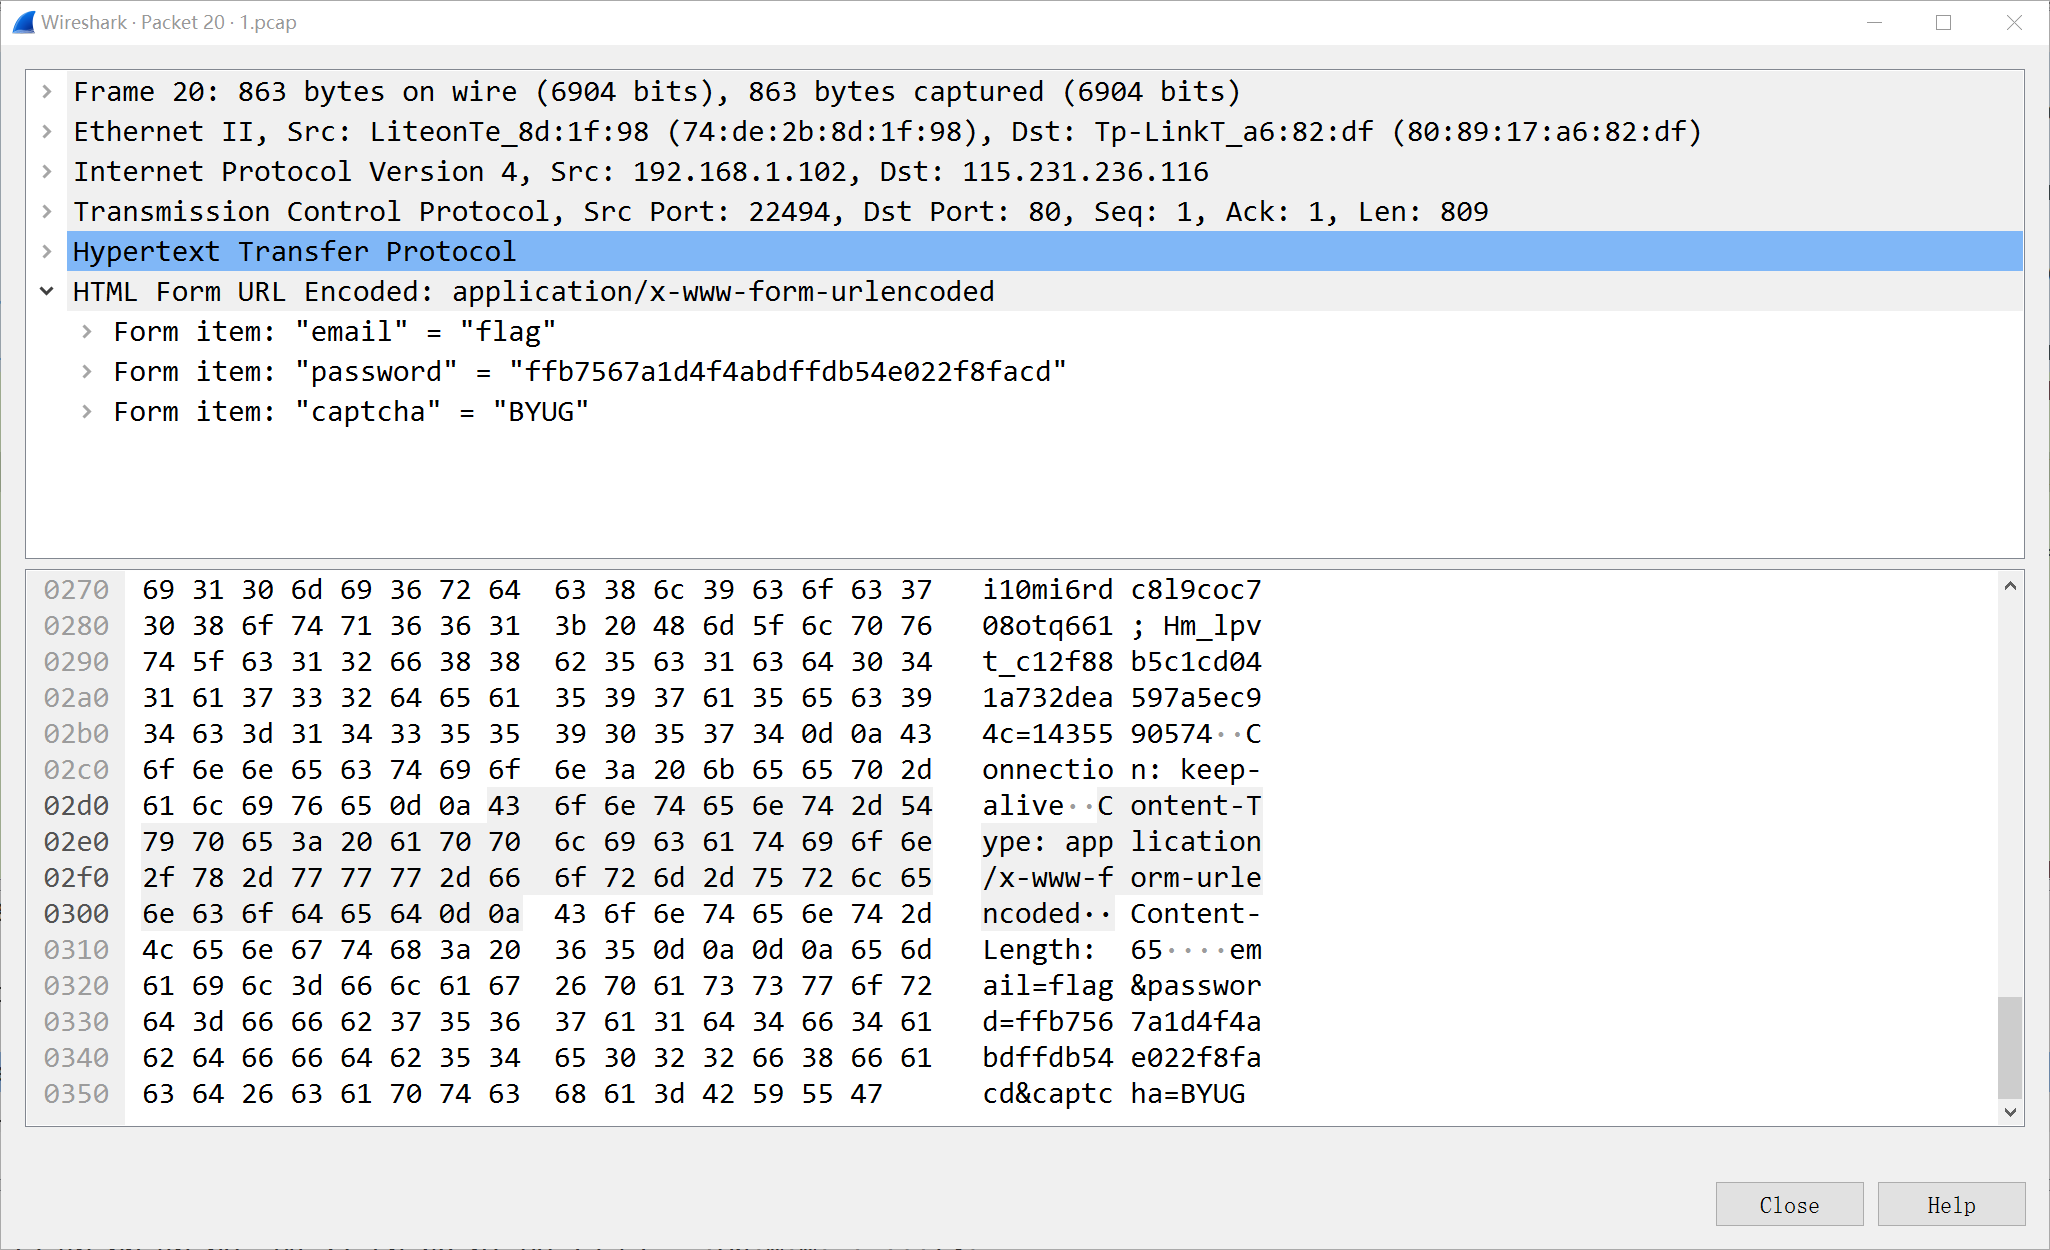 Wireshark · Packet 20 · 1.pcap
Frame 20: 863 bytes on wire (6904 bits), 863 bytes captured (6904 bits)
Ethernet II, Src: LiteonTe_8d:1f:98 (74:de:2b:8d:1f:98), Dst: Tp-LinkT_a6:82:df (80:89:17:a6:82:df)
Internet Protocol Version 4, Src: 192.168.1.102, Dst: 115.231.236.116
Transmission Control Protocol, Src Port: 22494, Dst Port: 80, Seq: 1, Ack: 1, Len: 809
Hypertext Transfer Protocol
HTML Form URL Encoded: application/x-www-form-urlencoded
Form item: "email" = "flag"
Form item: "password" = "ffb7567a1d4f4abdffdb54e022f8facd"
Form item: "captcha" = "BYUG"
0270 69 31 30 6d 69 36 72 64 63 38 6c 39 63 6f 63 37 i10mi6rd c8l9coc7
0280 30 38 6f 74 71 36 36 31 3b 20 48 6d 5f 6c 70 76 08otq661 ; Hm_lpv
0290 74 5f 63 31 32 66 38 38 62 35 63 31 63 64 30 34 t_c12f88 b5c1cd04
02a0 31 61 37 33 32 64 65 61 35 39 37 61 35 65 63 39 1a732dea 597a5ec9
02b0 34 63 3d 31 34 33 35 35 39 30 35 37 34 0d 0a 43 4c=14355 90574··C
02c0 6f 6e 6e 65 63 74 69 6f 6e 3a 20 6b 65 65 70 2d onnectio n: keep-
02d0 61 6c 69 76 65 0d 0a 43 6f 6e 74 65 6e 74 2d 54 alive··C ontent-T
02e0 79 70 65 3a 20 61 70 70 6c 69 63 61 74 69 6f 6e ype: app lication
02f0 2f 78 2d 77 77 77 2d 66 6f 72 6d 2d 75 72 6c 65 /x-www-f orm-urle
0300 6e 63 6f 64 65 64 0d 0a 43 6f 6e 74 65 6e 74 2d ncoded·· Content-
0310 4c 65 6e 67 74 68 3a 20 36 35 0d 0a 0d 0a 65 6d Length: 65····em
0320 61 69 6c 3d 66 6c 61 67 26 70 61 73 73 77 6f 72 ail=flag &passwor
0330 64 3d 66 66 62 37 35 36 37 61 31 64 34 66 34 61 d=ffb756 7a1d4f4a
0340 62 64 66 66 64 62 35 34 65 30 32 32 66 38 66 61 bdffdb54 e022f8fa
0350 63 64 26 63 61 70 74 63 68 61 3d 42 59 55 47 cd&captc ha=BYUG
Close Help